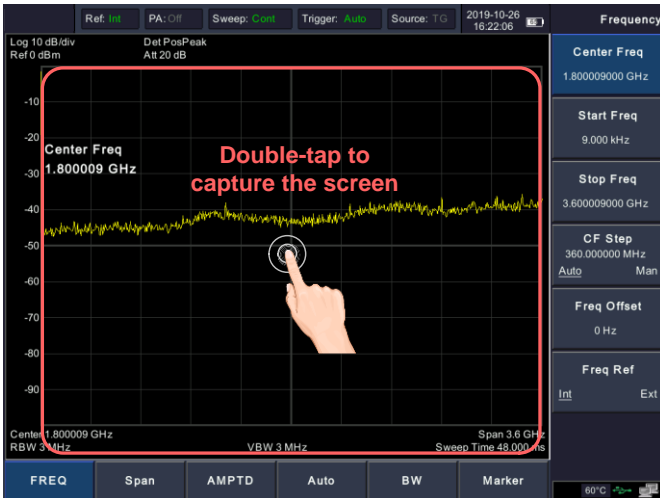 Ref: Int PA: Off Sweep: Cont Trigger: Auto Source: TG 2019-10-26
16:22:06
Frequency
Log 10 dB/div Det PosPeak
Ref 0 dBm Att 20 dB
-10
-20
-30
-40
-50
-60
-70
-80
-90
Center Freq
1.800009 GHz
Double-tap to
capture the screen
Center 1.800009 GHz Span 3.6 GHz
RBW 3 MHz VBW 3 MHz Sweep Time 48.000 ms
Center Freq
1.800009000 GHz
Start Freq
9.000 kHz
Stop Freq
3.600009000 GHz
CF Step
360.000000 MHz
Auto Man
Freq Offset
0 Hz
Freq Ref
Int Ext
FREQ Span AMPTD Auto BW Marker
60°C